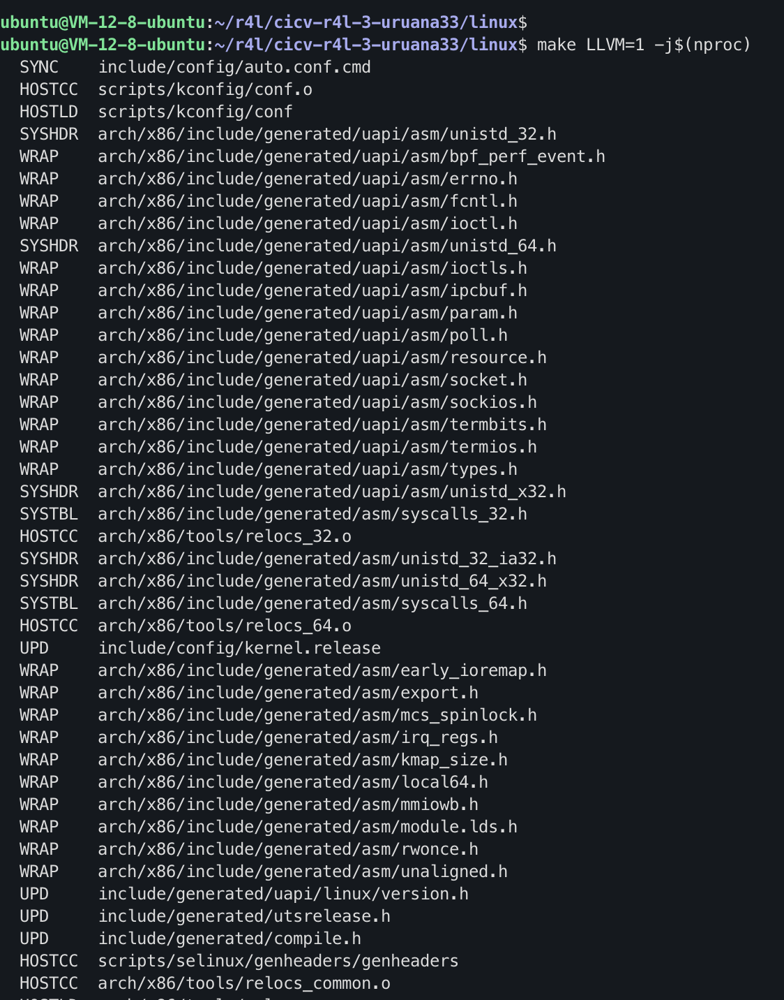 ubuntu@VM-12-8-ubuntu:~/r4l/cicv-r4l-3-uruana33/linux$
ubuntu@VM-12-8-ubuntu:~/r4l/cicv-r4l-3-uruana33/linux$ make LLVM=1 -j$(nproc)
  SYNC    include/config/auto.conf.cmd
  HOSTCC  scripts/kconfig/conf.o
  HOSTLD  scripts/kconfig/conf
  SYSHDR  arch/x86/include/generated/uapi/asm/unistd_32.h
  WRAP    arch/x86/include/generated/uapi/asm/bpf_perf_event.h
  WRAP    arch/x86/include/generated/uapi/asm/errno.h
  WRAP    arch/x86/include/generated/uapi/asm/fcntl.h
  WRAP    arch/x86/include/generated/uapi/asm/ioctl.h
  SYSHDR  arch/x86/include/generated/uapi/asm/unistd_64.h
  WRAP    arch/x86/include/generated/uapi/asm/ioctls.h
  WRAP    arch/x86/include/generated/uapi/asm/ipcbuf.h
  WRAP    arch/x86/include/generated/uapi/asm/param.h
  WRAP    arch/x86/include/generated/uapi/asm/poll.h
  WRAP    arch/x86/include/generated/uapi/asm/resource.h
  WRAP    arch/x86/include/generated/uapi/asm/socket.h
  WRAP    arch/x86/include/generated/uapi/asm/sockios.h
  WRAP    arch/x86/include/generated/uapi/asm/termbits.h
  WRAP    arch/x86/include/generated/uapi/asm/termios.h
  WRAP    arch/x86/include/generated/uapi/asm/types.h
  SYSHDR  arch/x86/include/generated/uapi/asm/unistd_x32.h
  SYSTBL  arch/x86/include/generated/asm/syscalls_32.h
  HOSTCC  arch/x86/tools/relocs_32.o
  SYSHDR  arch/x86/include/generated/asm/unistd_32_ia32.h
  SYSHDR  arch/x86/include/generated/asm/unistd_64_x32.h
  SYSTBL  arch/x86/include/generated/asm/syscalls_64.h
  HOSTCC  arch/x86/tools/relocs_64.o
  UPD     include/config/kernel.release
  WRAP    arch/x86/include/generated/asm/early_ioremap.h
  WRAP    arch/x86/include/generated/asm/export.h
  WRAP    arch/x86/include/generated/asm/mcs_spinlock.h
  WRAP    arch/x86/include/generated/asm/irq_regs.h
  WRAP    arch/x86/include/generated/asm/kmap_size.h
  WRAP    arch/x86/include/generated/asm/local64.h
  WRAP    arch/x86/include/generated/asm/mmiowb.h
  WRAP    arch/x86/include/generated/asm/module.lds.h
  WRAP    arch/x86/include/generated/asm/rwonce.h
  WRAP    arch/x86/include/generated/asm/unaligned.h
  UPD     include/generated/uapi/linux/version.h
  UPD     include/generated/utsrelease.h
  UPD     include/generated/compile.h
  HOSTCC  scripts/selinux/genheaders/genheaders
  HOSTCC  arch/x86/tools/relocs_common.o